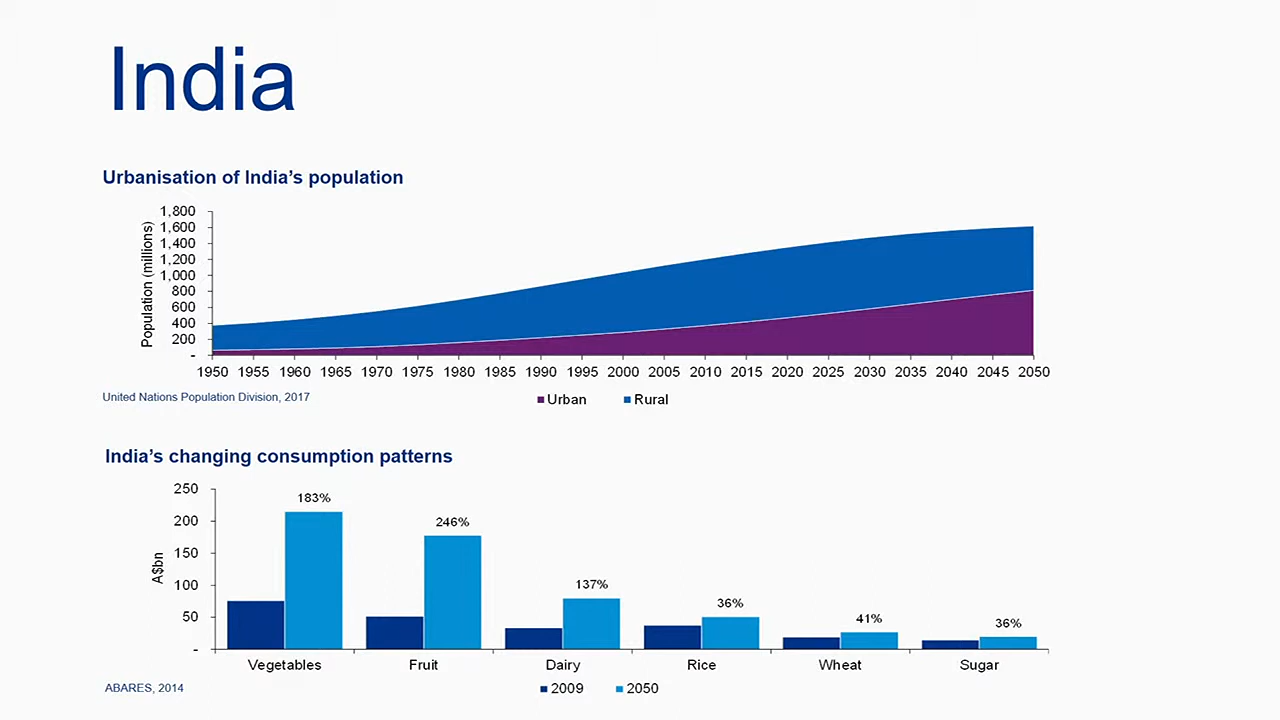 India
Urbanisation of India's population
Population (millions)
1,800
1,600
1,400
1,200
1,000
800
600
400
200
-
1950 1955 1960 1965 1970 1975 1980 1985 1990 1995 2000 2005 2010 2015 2020 2025 2030 2035 2040 2045 2050
United Nations Population Division, 2017
Urban Rural
India's changing consumption patterns
A$bn
250
200
150
100
50
-
183%
246%
137%
36%
41%
36%
Vegetables Fruit Dairy Rice Wheat Sugar
ABARES, 2014
2009 2050